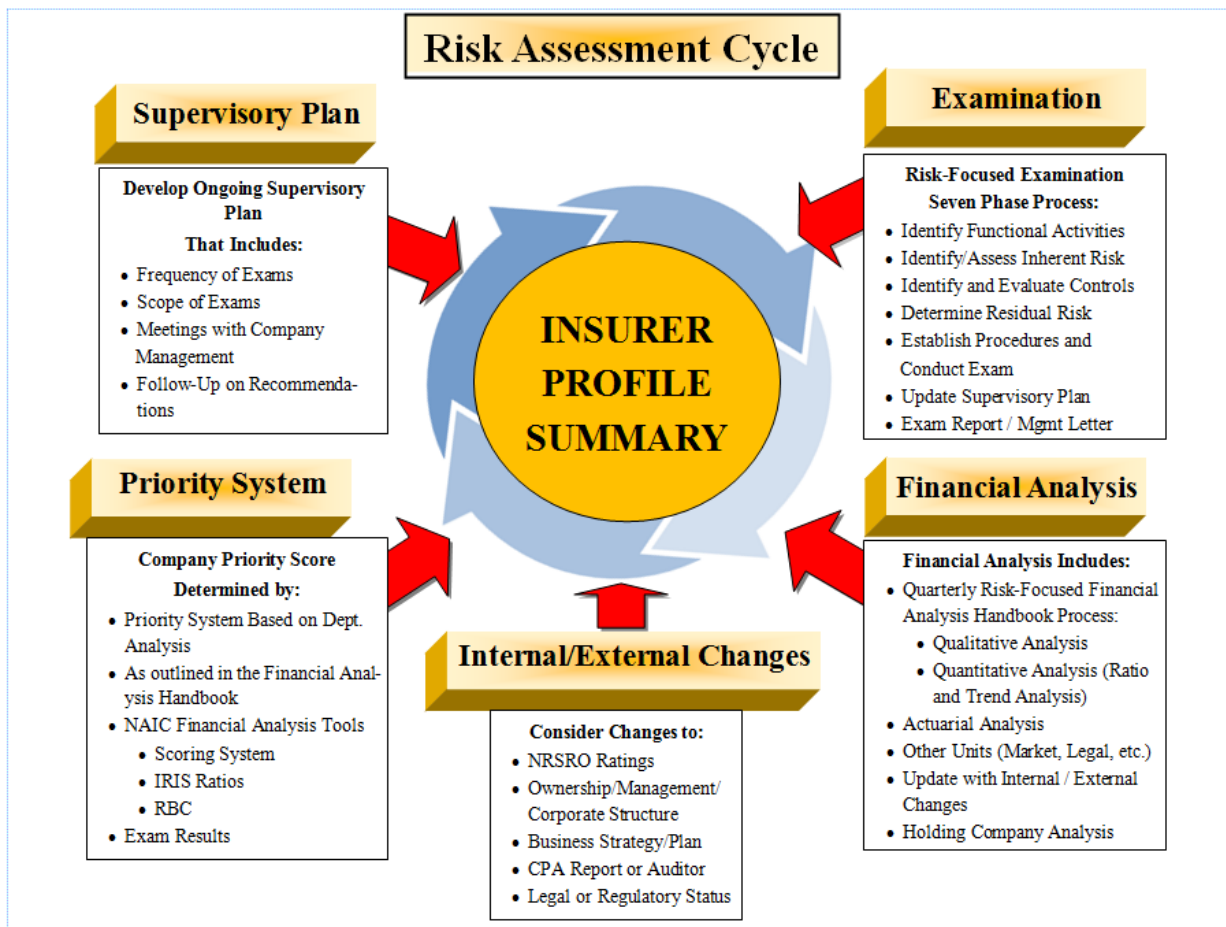 Risk Assessment Cycle
Supervisory Plan
Develop Ongoing Supervisory
Plan
That Includes:
• Frequency of Exams
• Scope of Exams
• Meetings with Company
Management
• Follow-Up on Recommenda-
tions
Examination
Risk-Focused Examination
Seven Phase Process:
• Identify Functional Activities
• Identify/Assess Inherent Risk
• Identify and Evaluate Controls
• Determine Residual Risk
• Establish Procedures and
Conduct Exam
• Update Supervisory Plan
• Exam Report / Mgmt Letter
INSURER
PROFILE
SUMMARY
Priority System
Company Priority Score
Determined by:
• Priority System Based on Dept.
Analysis
• As outlined in the Financial Anal-
ysis Handbook
• NAIC Financial Analysis Tools
• Scoring System
• IRIS Ratios
• RBC
• Exam Results
Internal/External Changes
Consider Changes to:
• NRSRO Ratings
• Ownership/Management/
Corporate Structure
• Business Strategy/Plan
• CPA Report or Auditor
• Legal or Regulatory Status
Financial Analysis
Financial Analysis Includes:
• Quarterly Risk-Focused Financial
Analysis Handbook Process:
• Qualitative Analysis
• Quantitative Analysis (Ratio
and Trend Analysis)
• Actuarial Analysis
• Other Units (Market, Legal, etc.)
• Update with Internal / External
Changes
• Holding Company Analysis